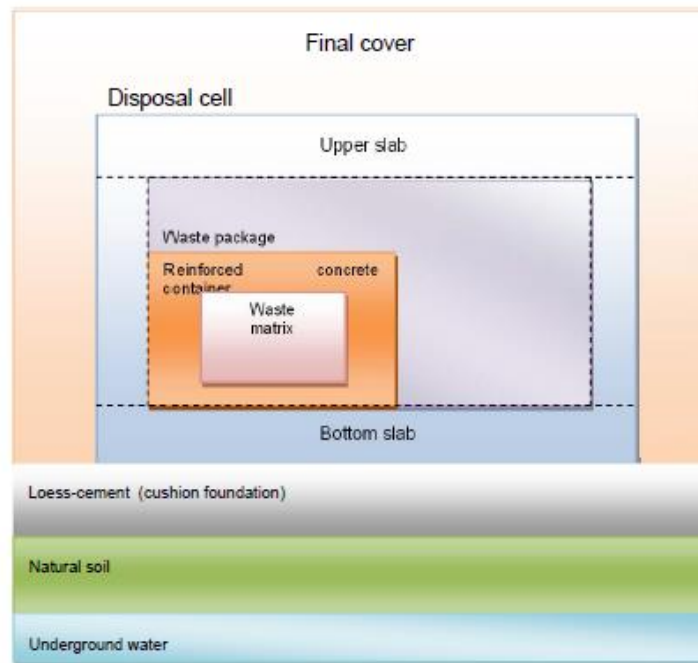 Final cover
Disposal cell
Upper slab
Waste package
Reinforced concrete
container
Waste
matrix
Bottom slab
Loess-cement (cushion foundation)
Natural soil
Underground water